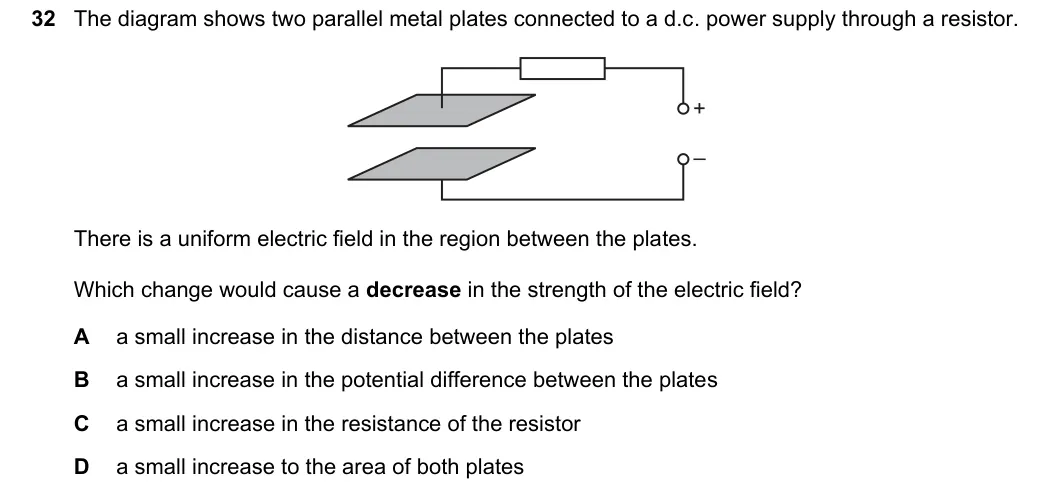 32 The diagram shows two parallel metal plates connected to a d.c. power supply through a resistor.
+
–
There is a uniform electric field in the region between the plates.
Which change would cause a decrease in the strength of the electric field?
A a small increase in the distance between the plates
B a small increase in the potential difference between the plates
C a small increase in the resistance of the resistor
D a small increase to the area of both plates